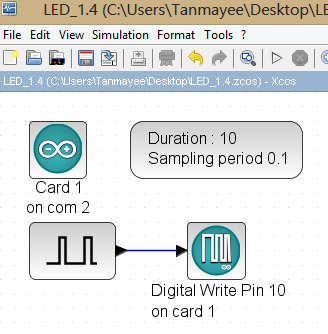 LED_1.4 (C:\Users\Tanmayee\Desktop\LE
File Edit View Simulation Format Tools ?
LED_1.4 (C:\Users\Tanmayee\Desktop\LED_1.4.zcos) - Xcos
Duration : 10
Sampling period 0.1
Card 1
on com 2
Digital Write Pin 10
on card 1